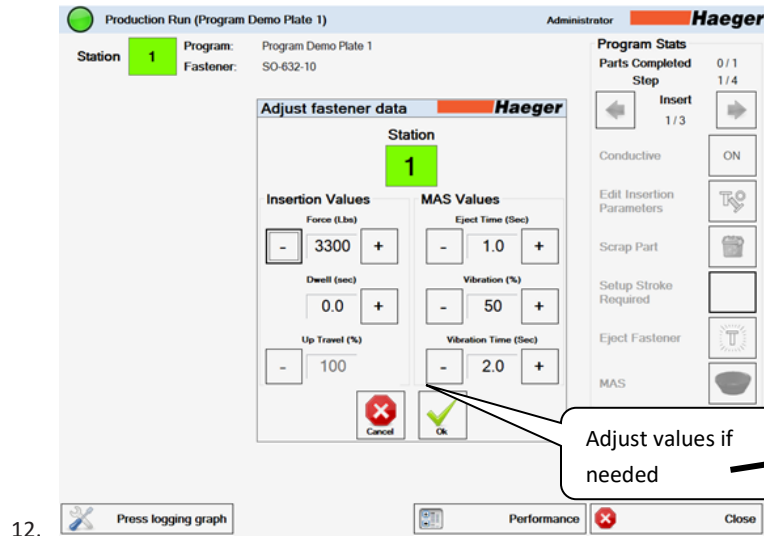 Production Run (Program Demo Plate 1)
Administrator
Haeger
Station
1
Program:
Program Demo Plate 1
Fastener:
SO-632-10
Program Stats
Parts Completed
0 / 1
Step
1 / 4
Insert
1 / 3
Conductive
ON
Edit Insertion
Parameters
Scrap Part
Setup Stroke
Required
Eject Fastener
MAS
Adjust fastener data
Haeger
Station
1
Insertion Values
Force (Lbs)
- 3300 +
Dwell (sec)
0.0 +
Up Travel (%)
- 100
MAS Values
Eject Time (Sec)
- 1.0 +
Vibration (%)
- 50 +
Vibration Time (Sec)
- 2.0 +
Cancel
Ok
Adjust values if
needed
12.
Press logging graph
Performance
Close